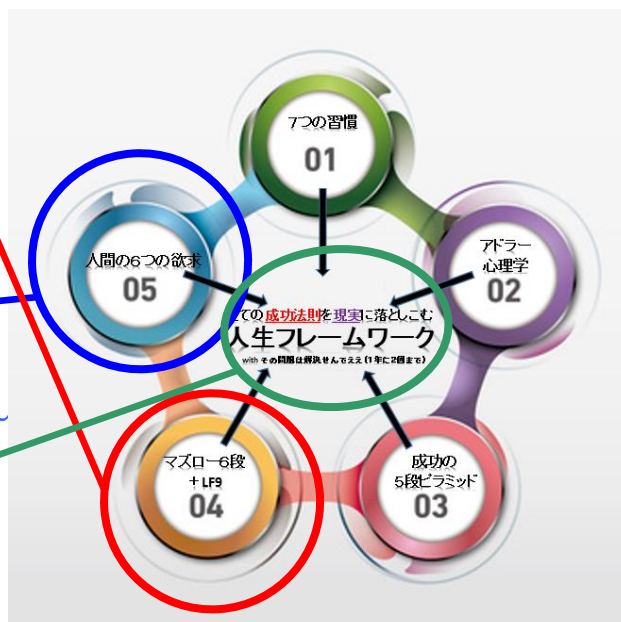 7つの習慣
01
アドラー
心理学
02
成功の
5段ピラミッド
03
マズロー6段
+LF9
04
人間の6つの欲求
05
ての成功法則を現実に落としこむ
人生フレームワーク
with その問題は解決せんでええ(1年に2個まで)